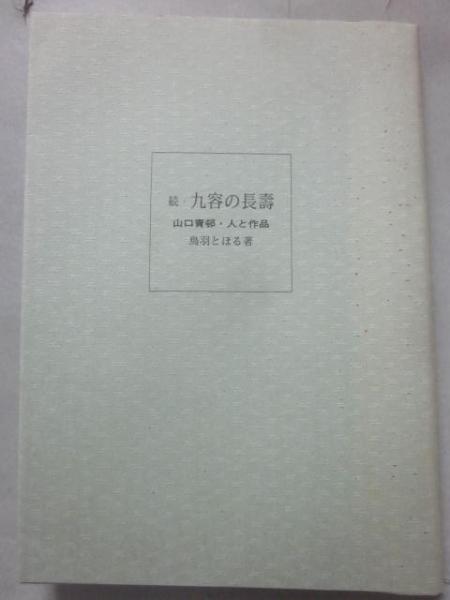 続 九容の長壽
山口青邨・人と作品
鳥羽とほる著